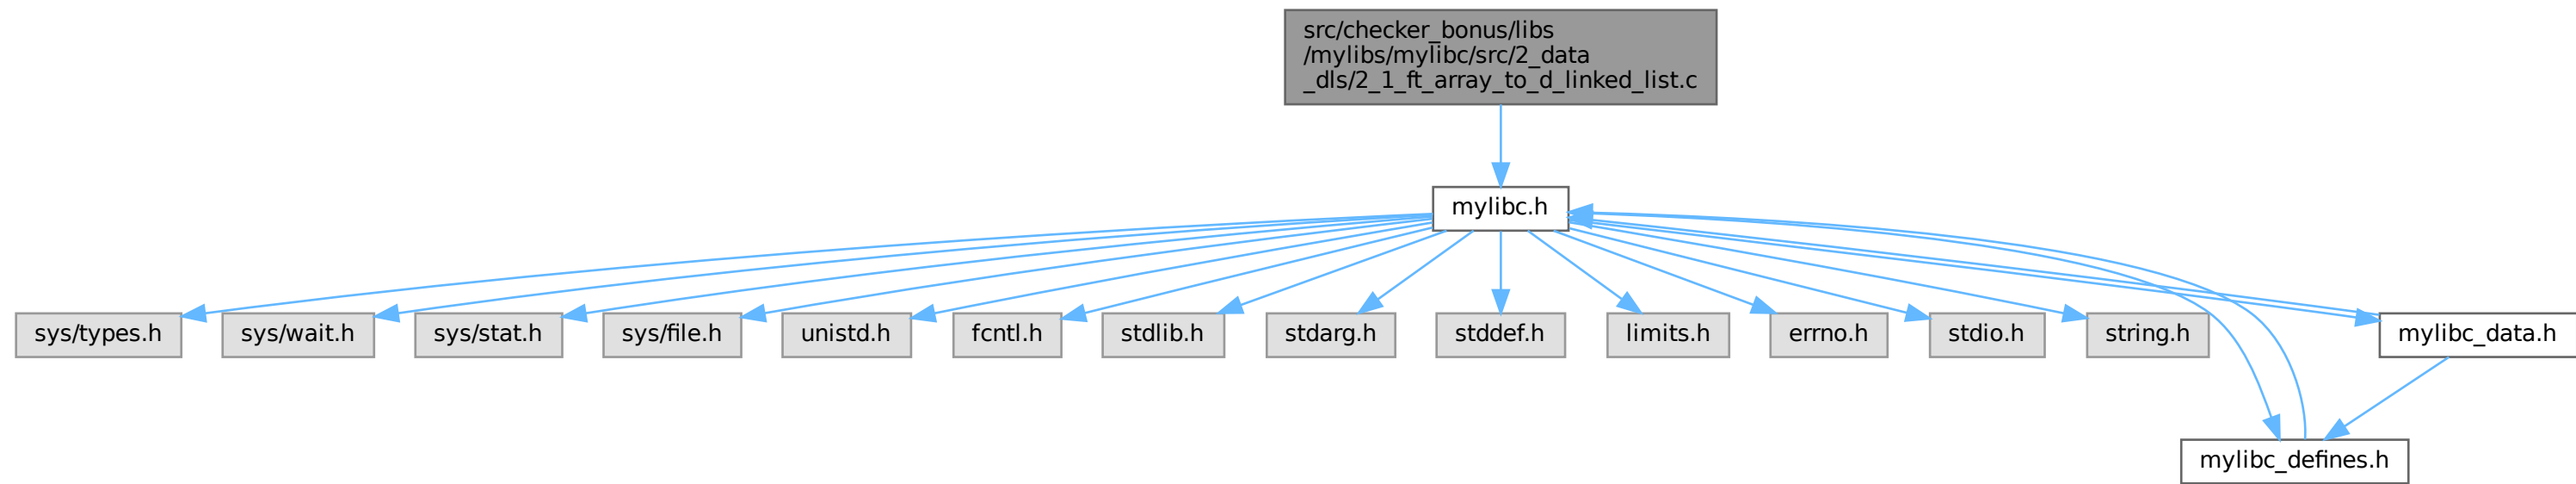 src/checker_bonus/libs
/mylibs/mylibc/src/2_data
_dls/2_1_ft_array_to_d_linked_list.c
mylibc.h
sys/types.h
sys/wait.h
sys/stat.h
sys/file.h
unistd.h
fcntl.h
stdlib.h
stdarg.h
stddef.h
limits.h
errno.h
stdio.h
string.h
mylibc_data.h
mylibc_defines.h